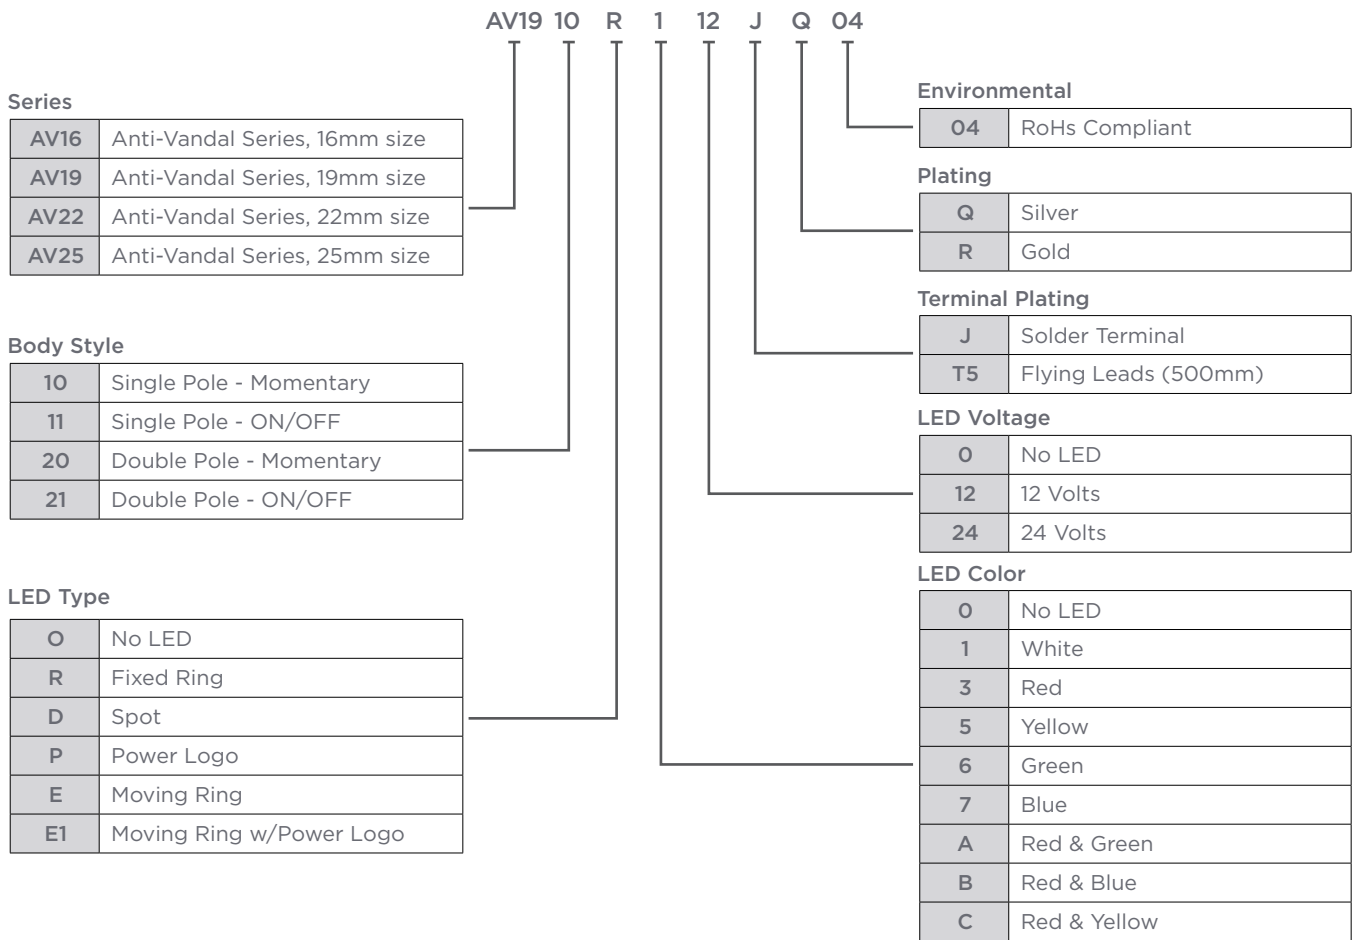 AV19 10 R 1 12 J Q 04
Series
AV16 Anti-Vandal Series, 16mm size
AV19 Anti-Vandal Series, 19mm size
AV22 Anti-Vandal Series, 22mm size
AV25 Anti-Vandal Series, 25mm size
Body Style
10 Single Pole - Momentary
11 Single Pole - ON/OFF
20 Double Pole - Momentary
21 Double Pole - ON/OFF
LED Type
O No LED
R Fixed Ring
D Spot
P Power Logo
E Moving Ring
E1 Moving Ring w/Power Logo
Environmental
04 RoHs Compliant
Plating
Q Silver
R Gold
Terminal Plating
J Solder Terminal
T5 Flying Leads (500mm)
LED Voltage
0 No LED
12 12 Volts
24 24 Volts
LED Color
0 No LED
1 White
3 Red
5 Yellow
6 Green
7 Blue
A Red & Green
B Red & Blue
C Red & Yellow